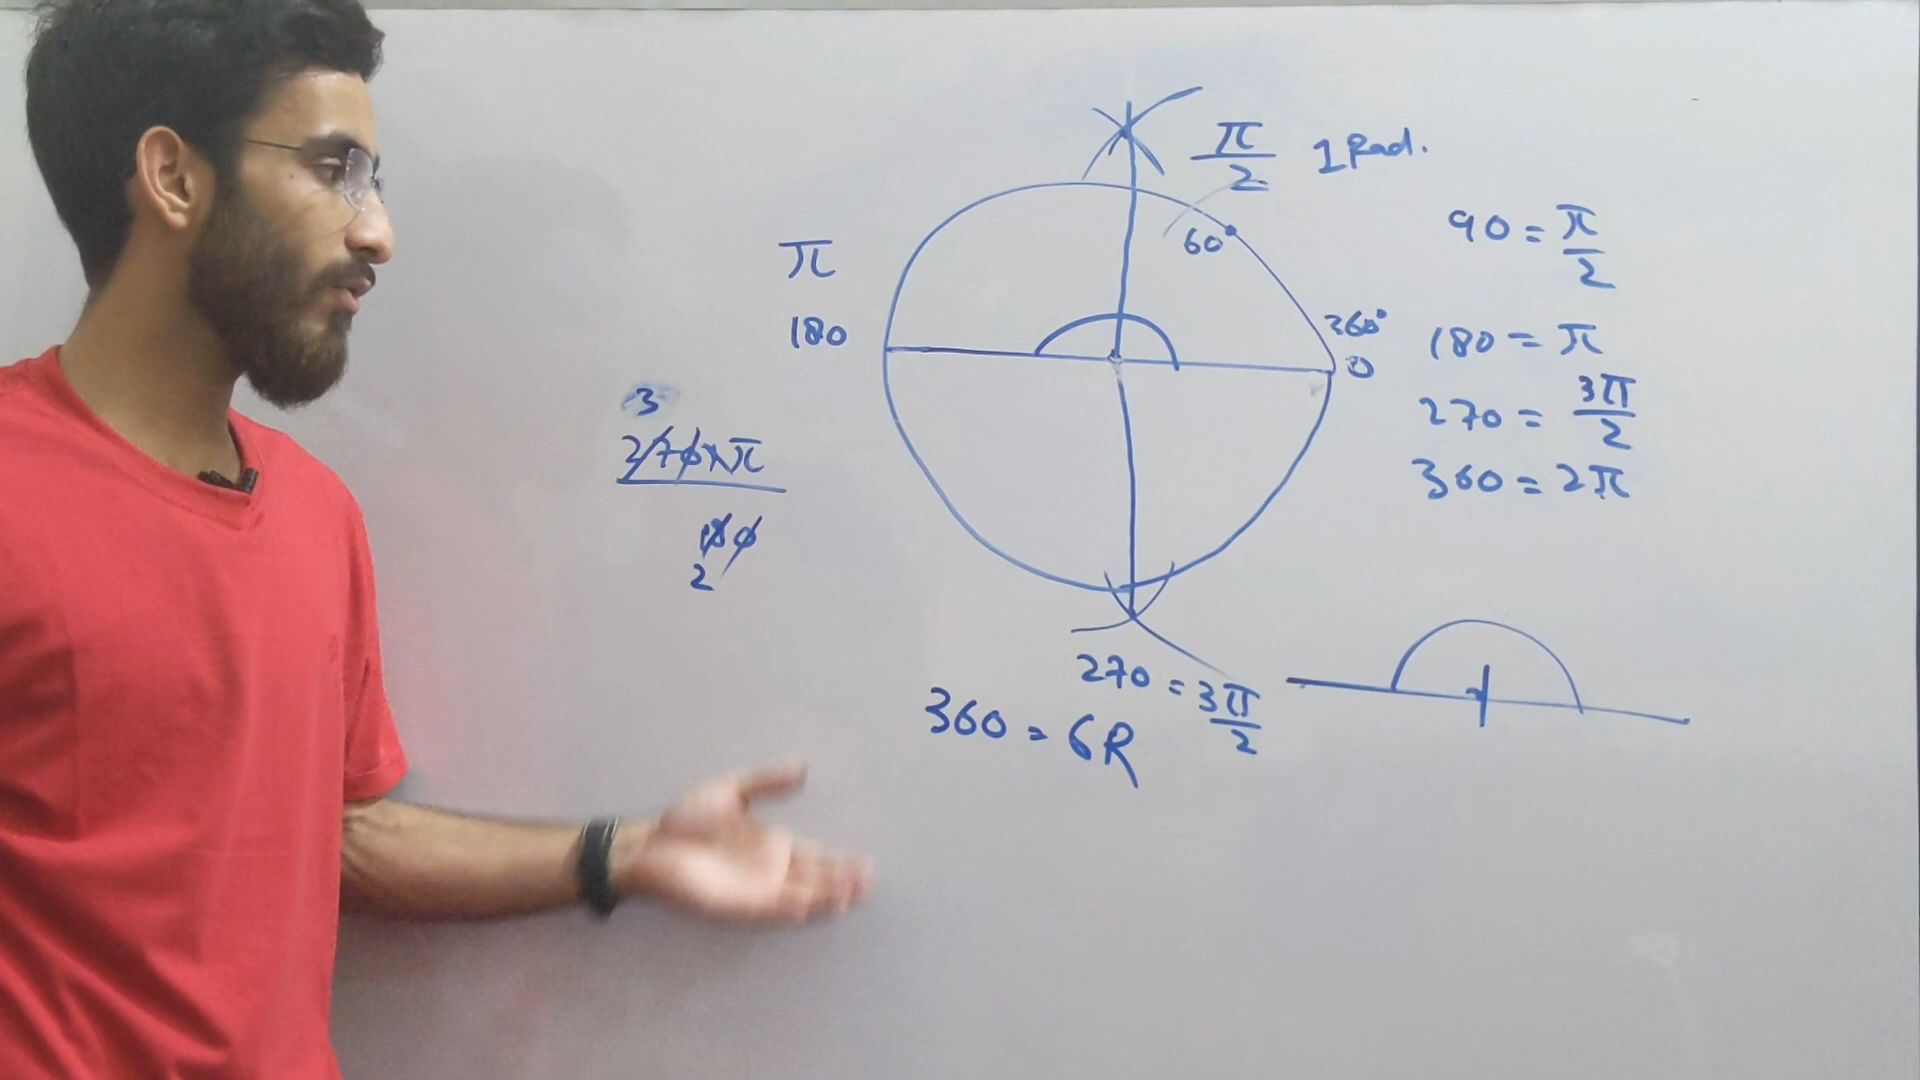 π/2 1 Rad.
60°
π
180
360°
0
90 = π/2
180 = π
270 = 3π/2
360 = 2π
3
270×π
180
2
270 = 3π/2
360 = 6R